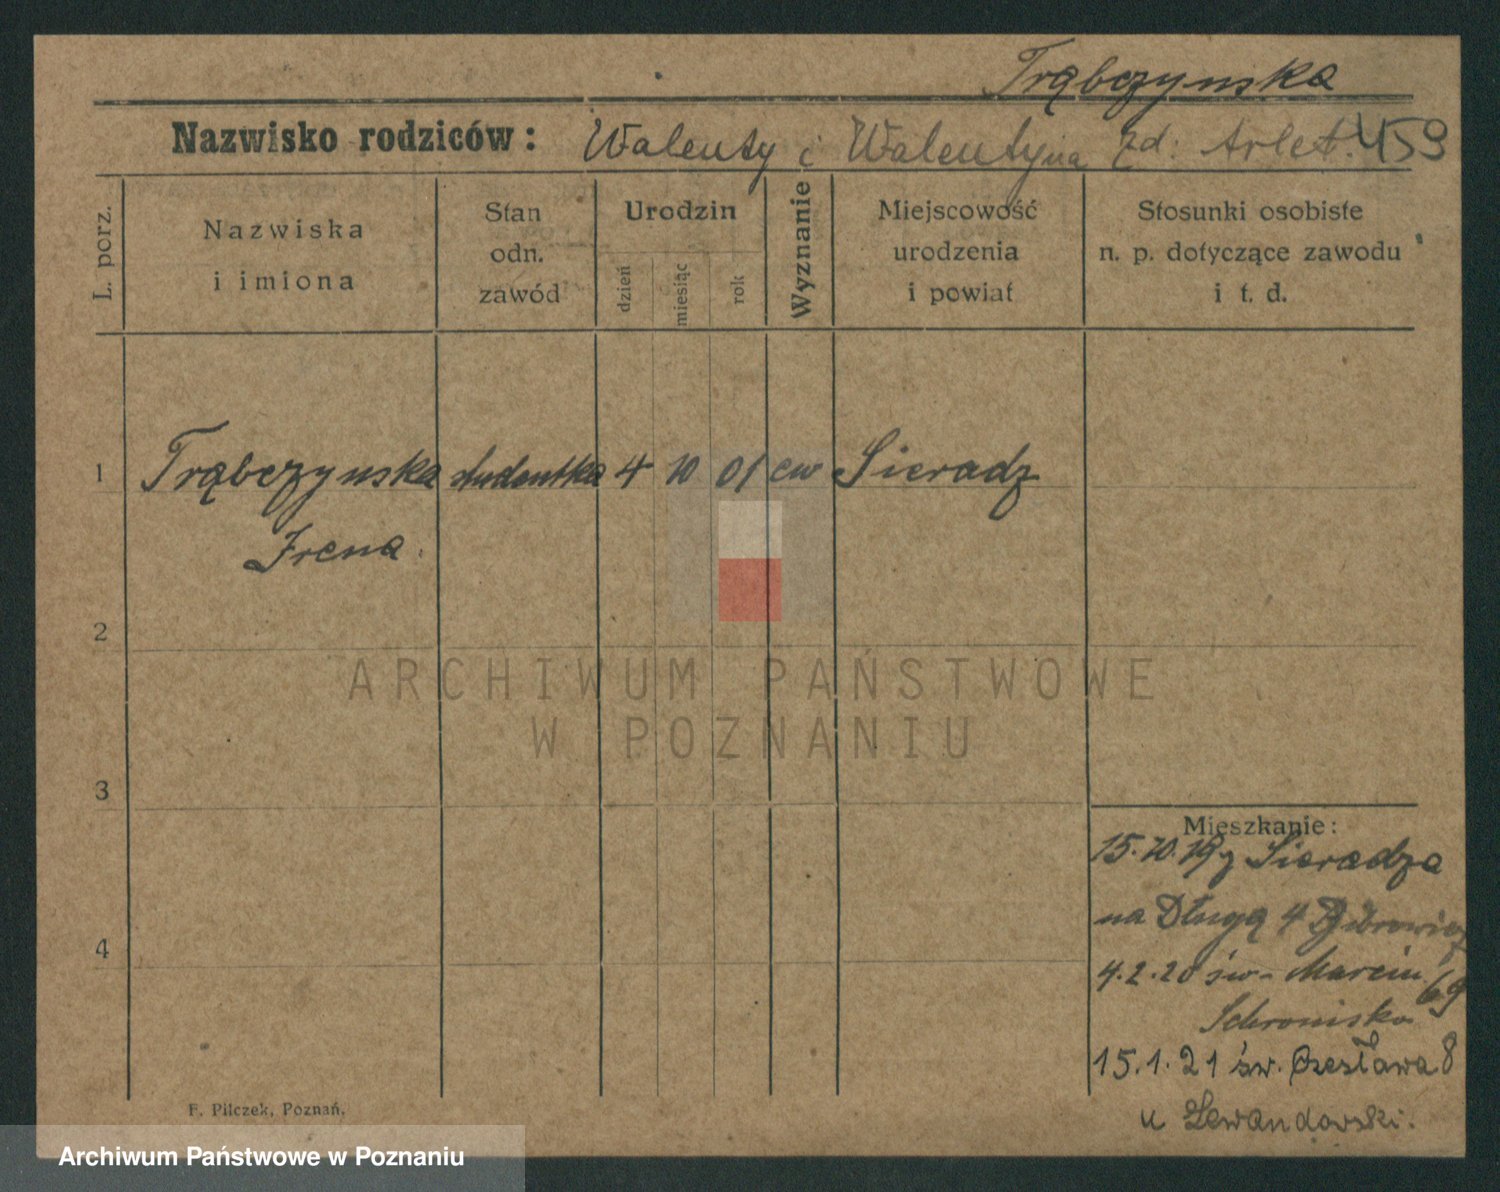 Trąbczynska
Nazwisko rodziców: Walenty i Walentyna zd: Arlet. 459
L. porz.
Nazwiska
i imiona
Stan
odn.
zawód
Urodzin
dzień
miesiąc
rok
Wyznanie
Miejscowość
urodzenia
i powiat
Stosunki osobiste
n. p. dotyczące zawodu
i t. d.
1 Trąbczynska studentka 4 10 01 ew Sieradz
Irena.
2
ARCHIWUM PAŃSTWOWE
W POZNANIU
3
Mieszkanie:
15.10.19 z Sieradza
na Długą 4
4
4.2.20 św. Marcin 69
Schronisko
15.1.21 św. Czesława 8
u Lewandowski.
F. Pilczek, Poznań.
Archiwum Państwowe w Poznaniu